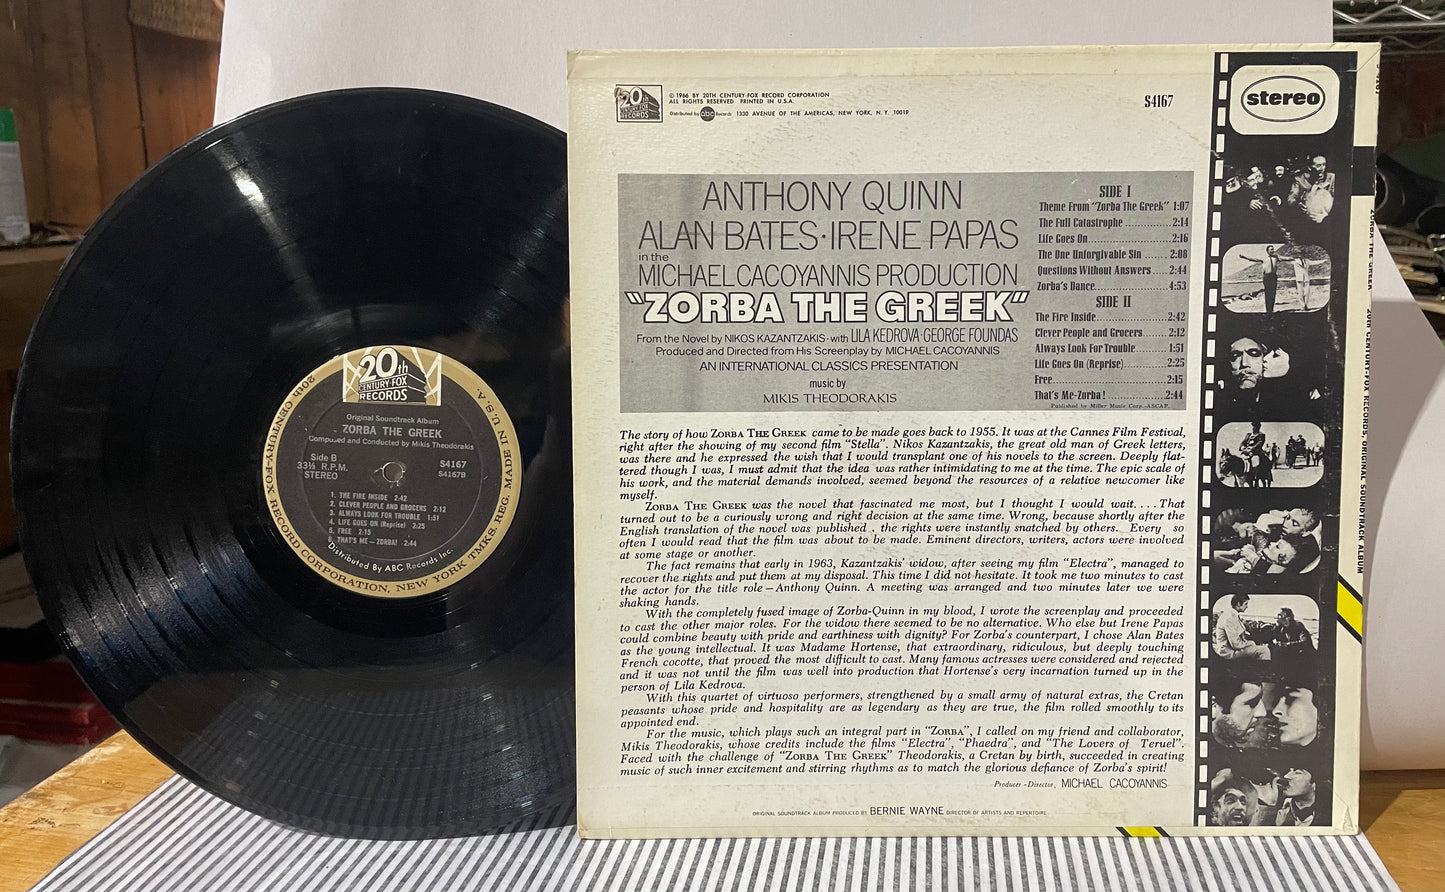 20th
CENTURY-FOX
RECORDS
20th CENTURY-FOX RECORD CORPORATION, NEW YORK TMKS. REG. MADE IN U.S.A.
Original Soundtrack Album
ZORBA THE GREEK
Composed and Conducted by Mikis Theodorakis
Side B
33⅓ R.P.M.
STEREO
S4167
S4167B
1. THE FIRE INSIDE 2:42
2. CLEVER PEOPLE AND GROCERS 2:12
3. ALWAYS LOOK FOR TROUBLE 1:51
4. LIFE GOES ON (Reprise) 2:25
5. FREE 2:15
6. THAT'S ME—ZORBA! 2:44
Distributed By ABC Records Inc.
20th
CENTURY-FOX
RECORDS
© 1966 BY 20TH CENTURY-FOX RECORD CORPORATION
ALL RIGHTS RESERVED PRINTED IN U.S.A.
Distributed by abc Records 1330 AVENUE OF THE AMERICAS, NEW YORK, N. Y. 10019
S4167
stereo
ANTHONY QUINN
ALAN BATES·IRENE PAPAS
in the
MICHAEL CACOYANNIS PRODUCTION
"ZORBA THE GREEK"
From the Novel by NIKOS KAZANTZAKIS · with LILA KEDROVA·GEORGE FOUNDAS
Produced and Directed from His Screenplay by MICHAEL CACOYANNIS
AN INTERNATIONAL CLASSICS PRESENTATION
music by
MIKIS THEODORAKIS
SIDE I
Theme From "Zorba The Greek" 1:07
The Full Catastrophe ........ 2:14
Life Goes On ........ 2:16
The One Unforgivable Sin ....... 2:08
Questions Without Answers .... 2:44
Zorba's Dance ........ 4:53
SIDE II
The Fire Inside ........ 2:42
Clever People and Grocers ...... 2:12
Always Look For Trouble ........ 1:51
Life Goes On (Reprise) ........ 2:25
Free ........ 2:15
That's Me-Zorba! ........ 2:44
Published by Miller Music Corp.-ASCAP
The story of how ZORBA THE GREEK came to be made goes back to 1955. It was at the Cannes Film Festival,
right after the showing of my second film "Stella". Nikos Kazantzakis, the great old man of Greek letters,
was there and he expressed the wish that I would transplant one of his novels to the screen. Deeply flat-
tered though I was, I must admit that the idea was rather intimidating to me at the time. The epic scale of
his work, and the material demands involved, seemed beyond the resources of a relative newcomer like
myself.
ZORBA THE GREEK was the novel that fascinated me most, but I thought I would wait. . . . That
turned out to be a curiously wrong and right decision at the same time. Wrong, because shortly after the
English translation of the novel was published , the rights were instantly snatched by others. Every so
often I would read that the film was about to be made. Eminent directors, writers, actors were involved
at some stage or another.
The fact remains that early in 1963, Kazantzakis' widow, after seeing my film "Electra", managed to
recover the rights and put them at my disposal. This time I did not hesitate. It took me two minutes to cast
the actor for the title role—Anthony Quinn. A meeting was arranged and two minutes later we were
shaking hands.
With the completely fused image of Zorba-Quinn in my blood, I wrote the screenplay and proceeded
to cast the other major roles. For the widow there seemed to be no alternative. Who else but Irene Papas
could combine beauty with pride and earthiness with dignity? For Zorba's counterpart, I chose Alan Bates
as the young intellectual. It was Madame Hortense, that extraordinary, ridiculous, but deeply touching
French cocotte, that proved the most difficult to cast. Many famous actresses were considered and rejected
and it was not until the film was well into production that Hortense's very incarnation turned up in the
person of Lila Kedrova.
With this quartet of virtuoso performers, strengthened by a small army of natural extras, the Cretan
peasants whose pride and hospitality are as legendary as they are true, the film rolled smoothly to its
appointed end.
For the music, which plays such an integral part in "ZORBA", I called on my friend and collaborator,
Mikis Theodorakis, whose credits include the films "Electra", "Phaedra", and "The Lovers of Teruel".
Faced with the challenge of "ZORBA THE GREEK" Theodorakis, a Cretan by birth, succeeded in creating
music of such inner excitement and stirring rhythms as to match the glorious defiance of Zorba's spirit!
Producer - Director, MICHAEL CACOYANNIS
ORIGINAL SOUNDTRACK ALBUM PRODUCED BY BERNIE WAYNE DIRECTOR OF ARTISTS AND REPERTOIRE
ZORBA THE GREEK 20TH CENTURY-FOX RECORDS, ORIGINAL SOUNDTRACK ALBUM